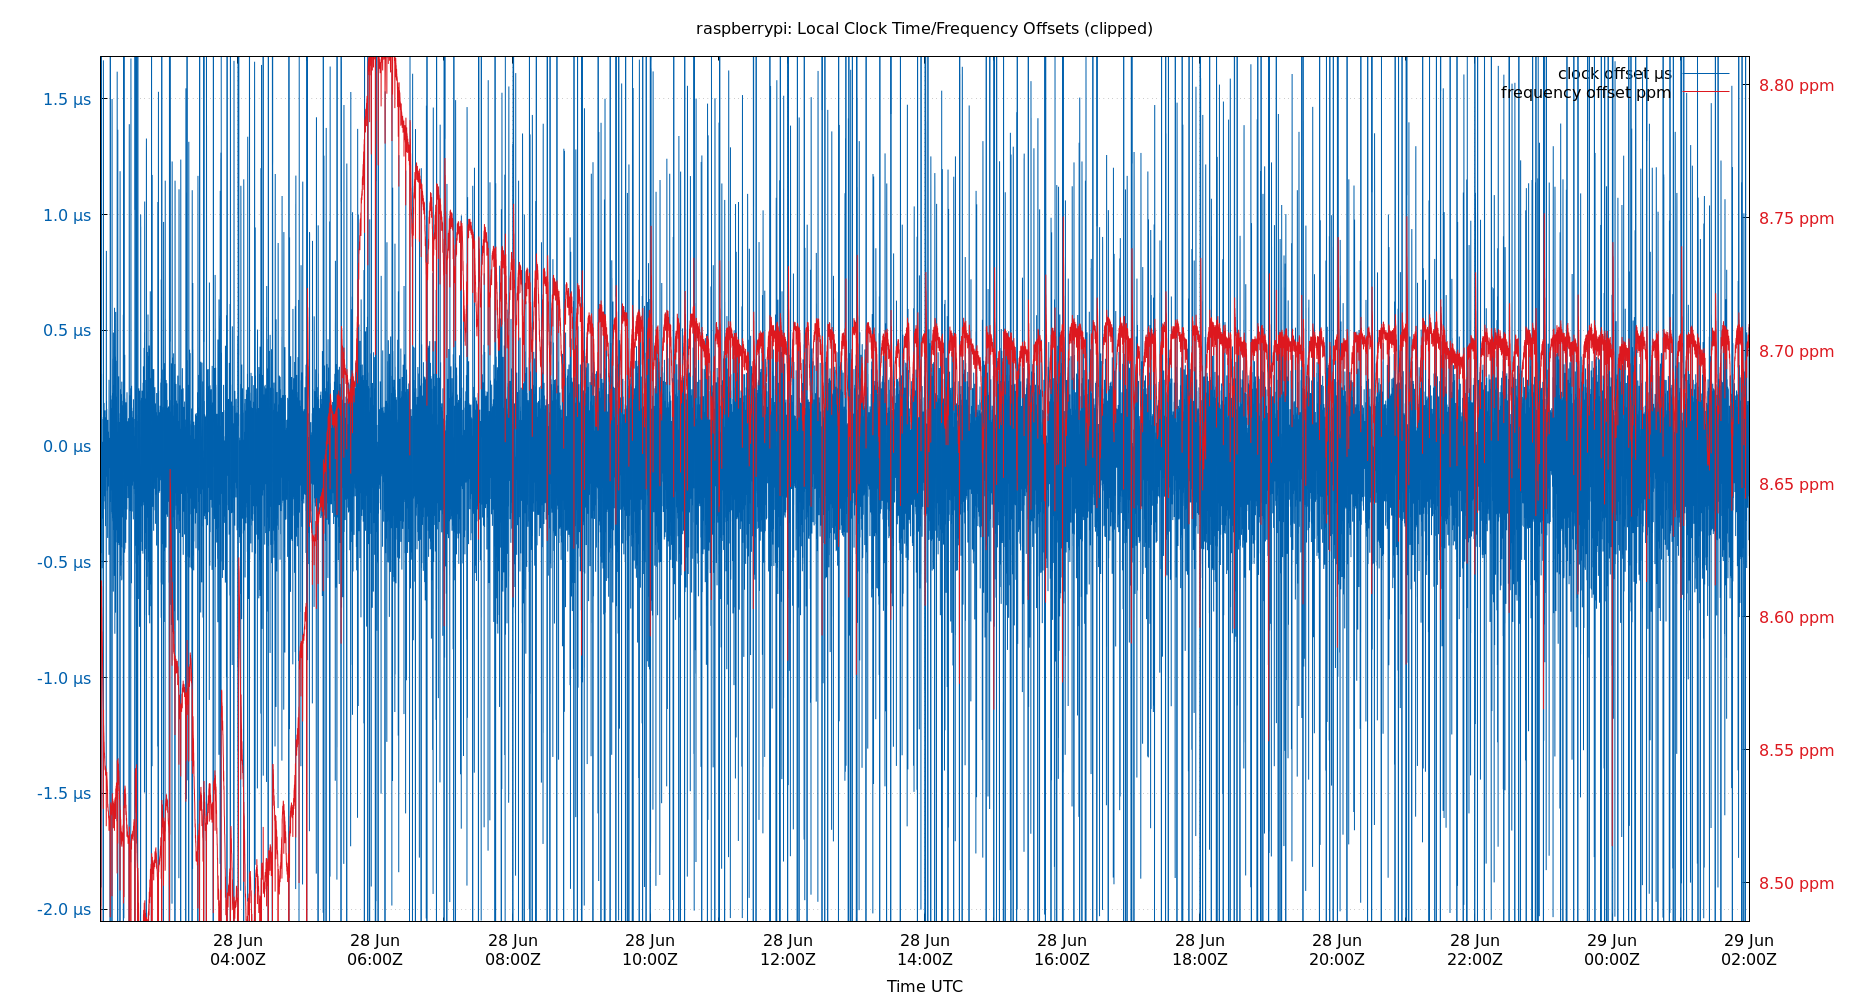 raspberrypi: Local Clock Time/Frequency Offsets (clipped)
clock offset µs
frequency offset ppm
1.5 µs
1.0 µs
0.5 µs
0.0 µs
-0.5 µs
-1.0 µs
-1.5 µs
-2.0 µs
8.80 ppm
8.75 ppm
8.70 ppm
8.65 ppm
8.60 ppm
8.55 ppm
8.50 ppm
28 Jun 28 Jun 28 Jun 28 Jun 28 Jun 28 Jun 28 Jun 28 Jun 28 Jun 28 Jun 29 Jun 29 Jun
04:00Z 06:00Z 08:00Z 10:00Z 12:00Z 14:00Z 16:00Z 18:00Z 20:00Z 22:00Z 00:00Z 02:00Z
Time UTC